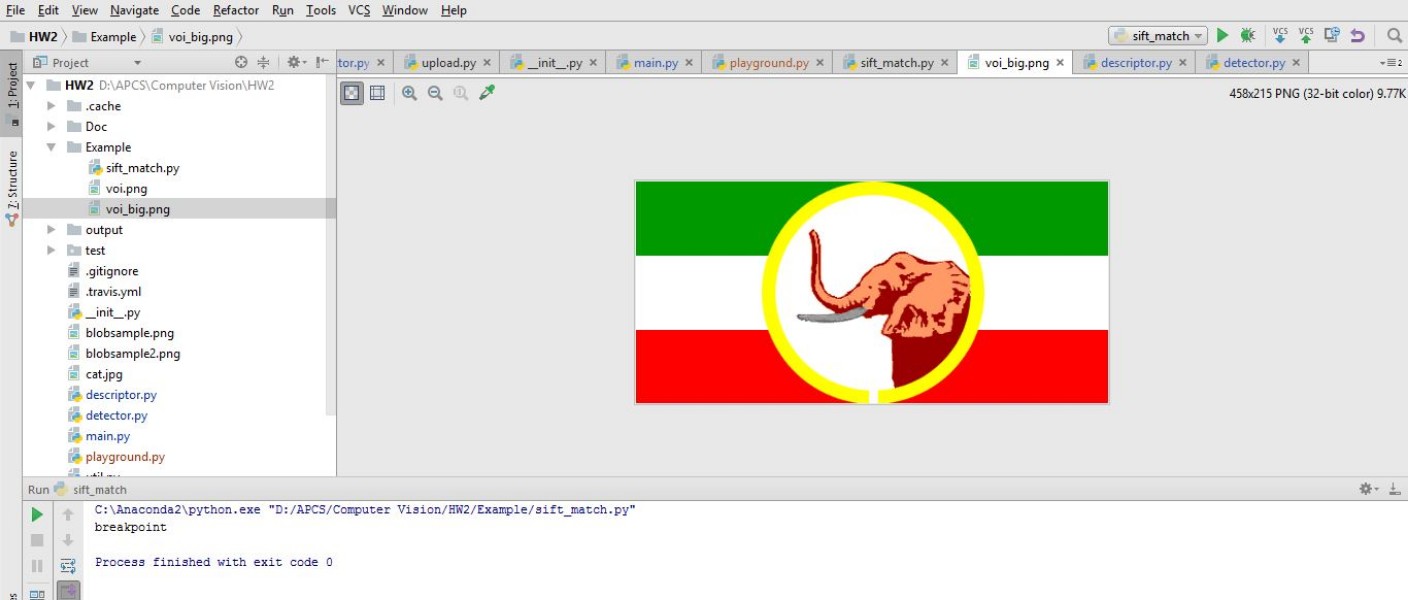 File Edit View Navigate Code Refactor Run Tools VCS Window Help
HW2 Example voi_big.png sift_match VCS VCS
1: Project
7: Structure
Project
tor.py upload.py __init__.py main.py playground.py sift_match.py voi_big.png descriptor.py detector.py 2
458x215 PNG (32-bit color) 9.77K
HW2 D:\APCS\Computer Vision\HW2
.cache
Doc
Example
sift_match.py
voi.png
voi_big.png
output
test
.gitignore
.travis.yml
__init__.py
blobsample.png
blobsample2.png
cat.jpg
descriptor.py
detector.py
main.py
playground.py
Run sift_match
C:\Anaconda2\python.exe "D:/APCS/Computer Vision/HW2/Example/sift_match.py"
breakpoint
Process finished with exit code 0